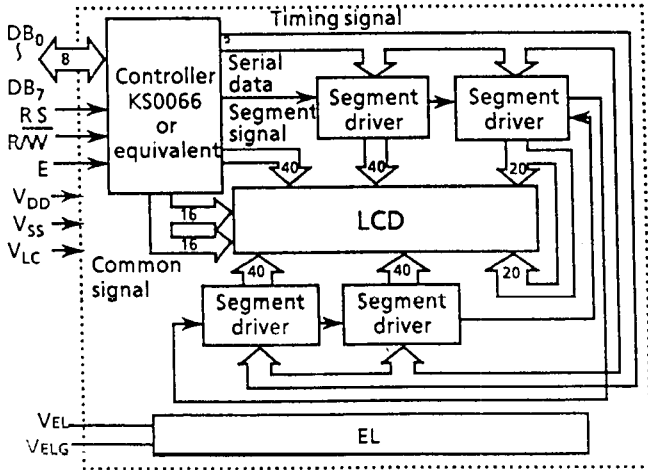 Timing signal
DB0
8
DB7
RS
R/W
E
VDD
VSS
VLC
Controller
KS0066
or
equivalent
3
Serial
data
Segment
signal
Segment
driver
Segment
driver
40
40
20
16
16
LCD
Common
signal
40
40
20
Segment
driver
Segment
driver
VEL
VELG
EL